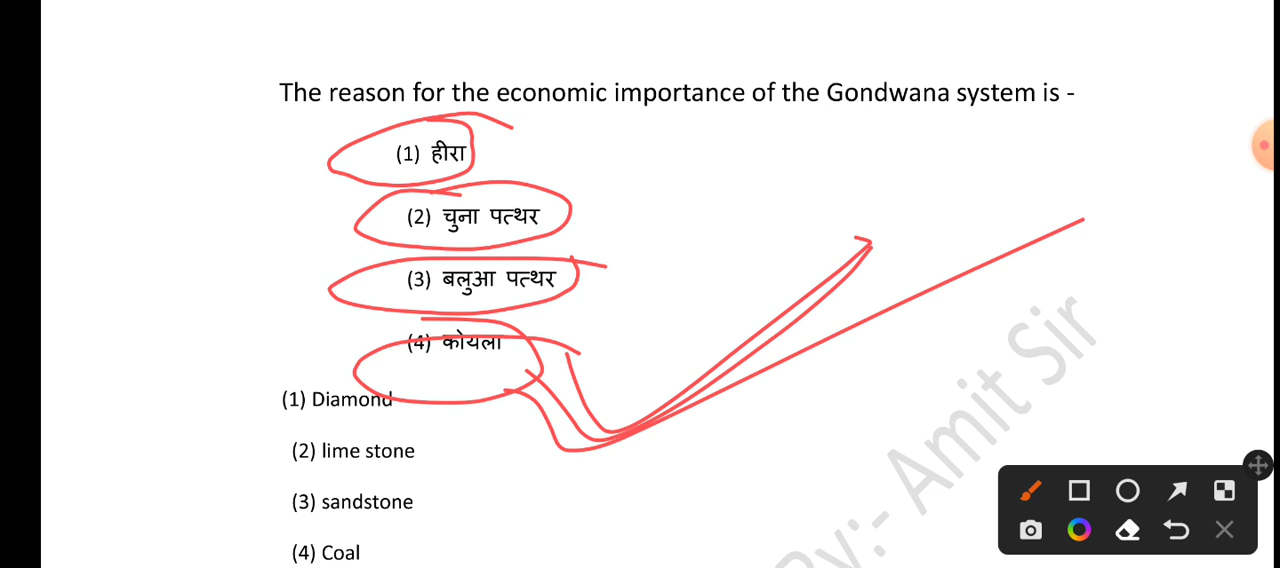 The reason for the economic importance of the Gondwana system is -
(1) हीरा
(2) चुना पत्थर
(3) बलुआ पत्थर
(4) कोयला
(1) Diamond
(2) lime stone
(3) sandstone
(4) Coal
By:- Amit Sir